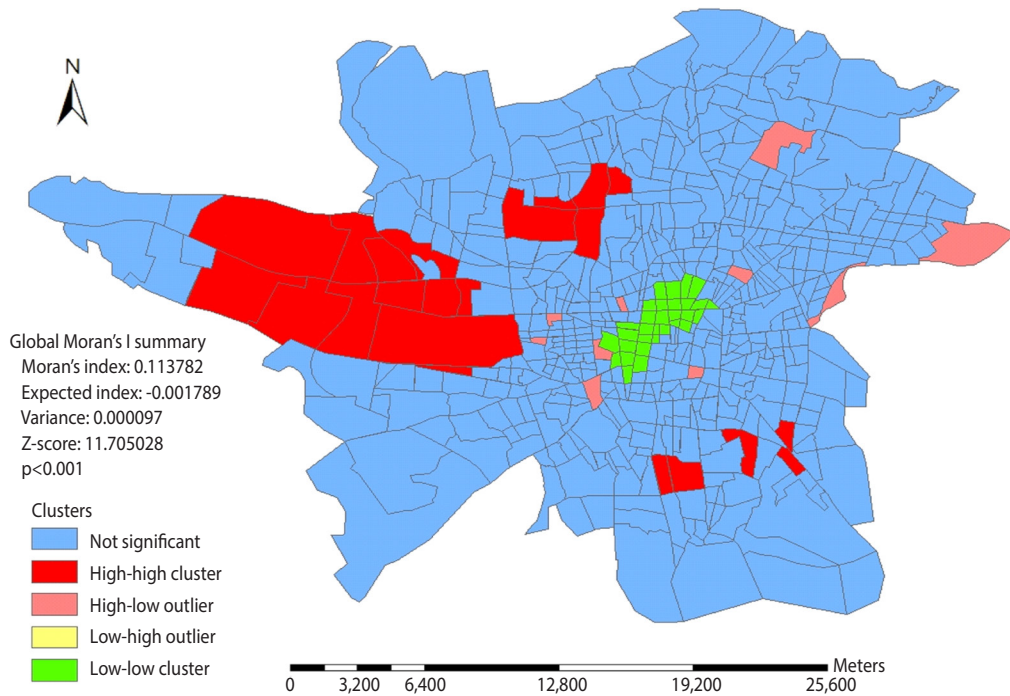 N
Global Moran's I summary
Moran's index: 0.113782
Expected index: -0.001789
Variance: 0.000097
Z-score: 11.705028
p<0.001
Clusters
Not significant
High-high cluster
High-low outlier
Low-high outlier
Low-low cluster
Meters
0 3,200 6,400 12,800 19,200 25,600